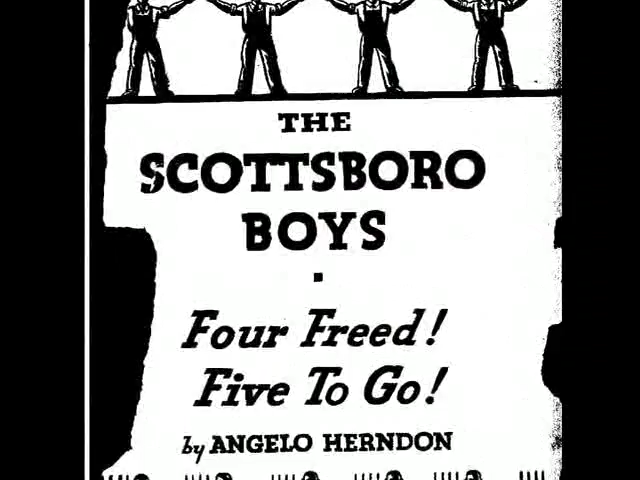 THE
SCOTTSBORO
BOYS
Four Freed!
Five To Go!
by ANGELO HERNDON